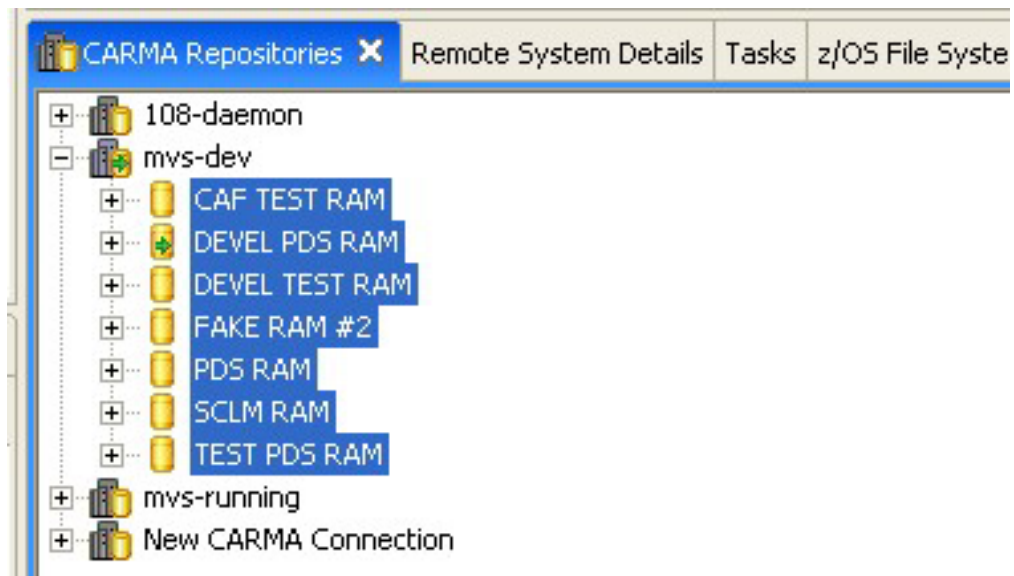 CARMA Repositories Remote System Details Tasks z/OS File Syste
108-daemon
mvs-dev
CAF TEST RAM
DEVEL PDS RAM
DEVEL TEST RAM
FAKE RAM #2
PDS RAM
SCLM RAM
TEST PDS RAM
mvs-running
New CARMA Connection